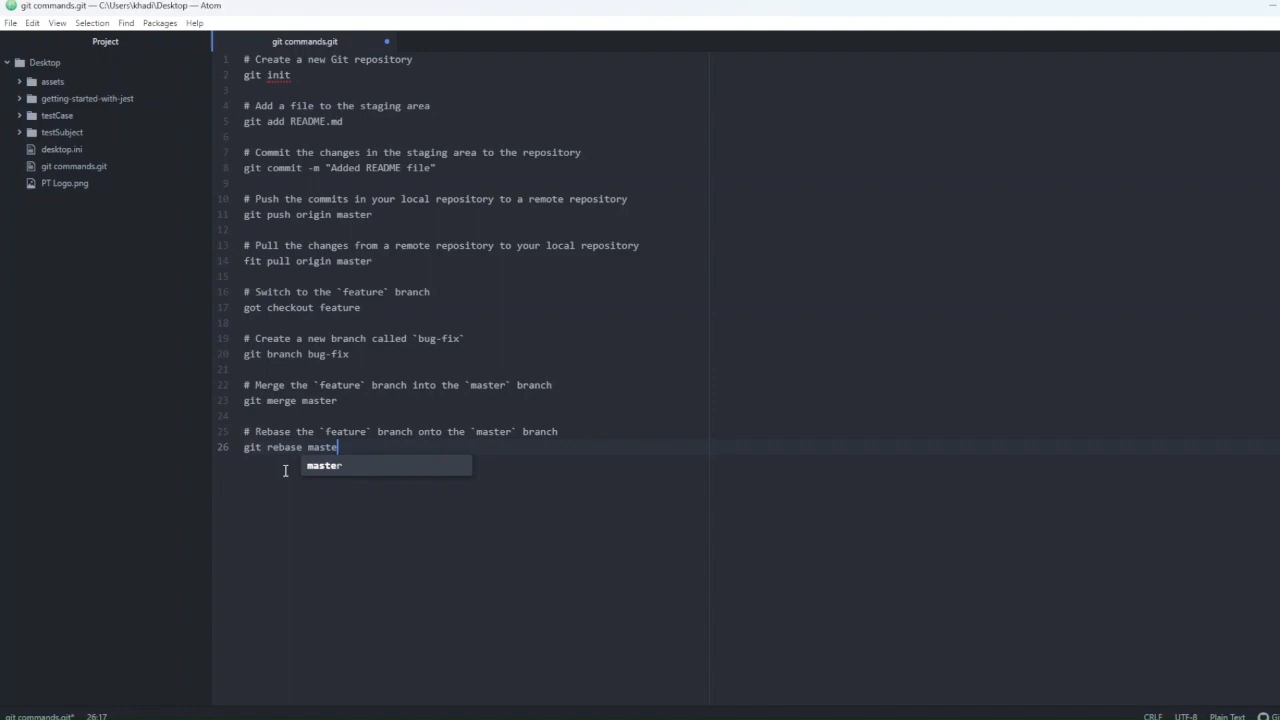 git commands.git — C:\Users\khadi\Desktop — Atom
File Edit View Selection Find Packages Help
Project
git commands.git
Desktop
assets
getting-started-with-jest
testCase
testSubject
desktop.ini
git commands.git
PT Logo.png
1 # Create a new Git repository
2 git init
3
4 # Add a file to the staging area
5 git add README.md
6
7 # Commit the changes in the staging area to the repository
8 git commit -m "Added README file"
9
10 # Push the commits in your local repository to a remote repository
11 git push origin master
12
13 # Pull the changes from a remote repository to your local repository
14 fit pull origin master
15
16 # Switch to the `feature` branch
17 got checkout feature
18
19 # Create a new branch called `bug-fix`
20 git branch bug-fix
21
22 # Merge the `feature` branch into the `master` branch
23 git merge master
24
25 # Rebase the `feature` branch onto the `master` branch
26 git rebase maste
master
git commands.git* 26:17 CRLF UTF-8 Plain Text